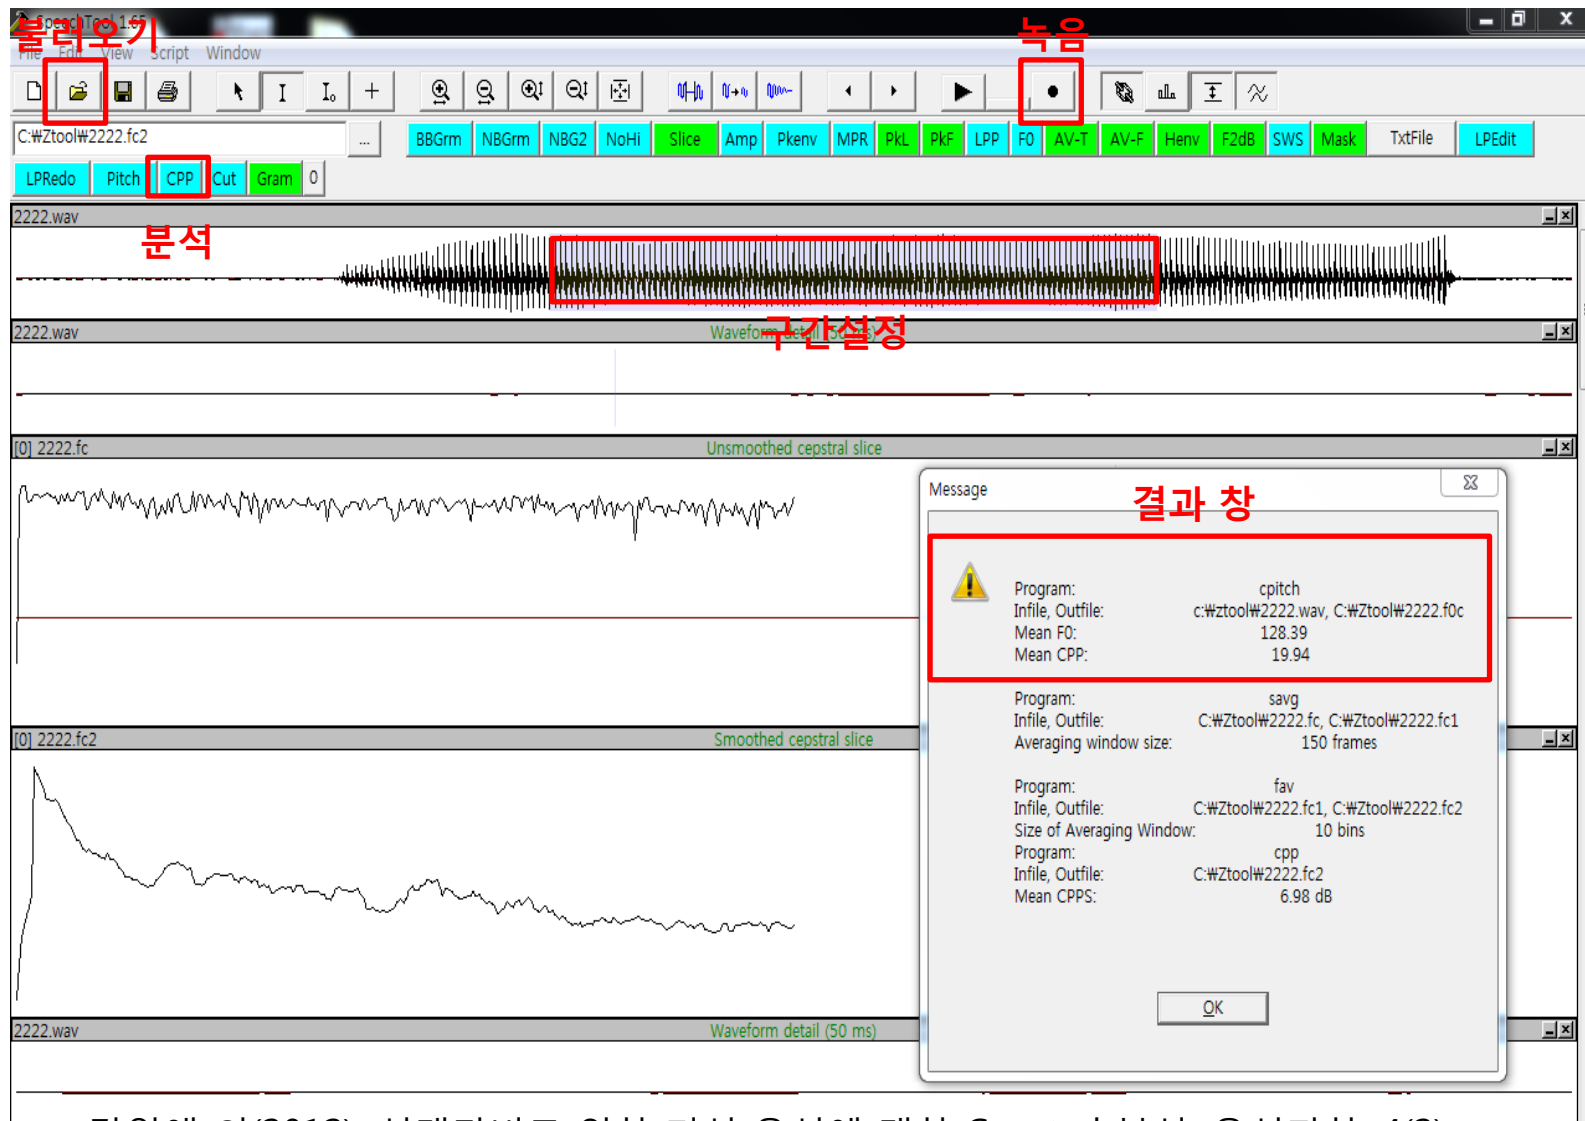 불러오기
SpeechTool 1.65
녹음
File Edit View Script Window
C:₩Ztool₩2222.fc2
...
BBGrm NBGrm NBG2 NoHi Slice Amp Pkenv MPR PkL PkF LPP F0 AV-T AV-F Henv F2dB SWS Mask TxtFile LPEdit
LPRedo Pitch CPP Cut Gram 0
2222.wav
분석
2222.wav
Waveform detail (50 ms)
구간설정
[0] 2222.fc
Unsmoothed cepstral slice
Message
결과 창
Program: cpitch
Infile, Outfile: c:₩ztool₩2222.wav, C:₩Ztool₩2222.f0c
Mean F0: 128.39
Mean CPP: 19.94
Program: savg
Infile, Outfile: C:₩Ztool₩2222.fc, C:₩Ztool₩2222.fc1
Averaging window size: 150 frames
[0] 2222.fc2
Smoothed cepstral slice
Program: fav
Infile, Outfile: C:₩Ztool₩2222.fc1, C:₩Ztool₩2222.fc2
Size of Averaging Window: 10 bins
Program: cpp
Infile, Outfile: C:₩Ztool₩2222.fc2
Mean CPPS: 6.98 dB
OK
2222.wav
Waveform detail (50 ms)